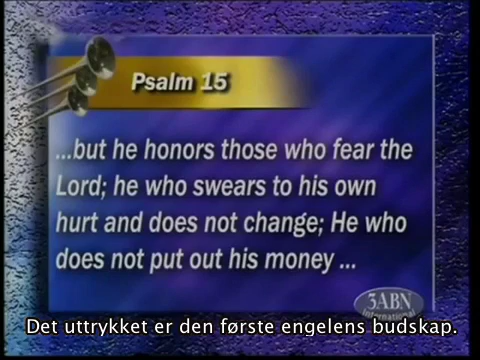 Psalm 15
...but he honors those who fear the
Lord; he who swears to his own
hurt and does not change; He who
does not put out his money ...
3ABN
International
Det uttrykket er den første engelens budskap.